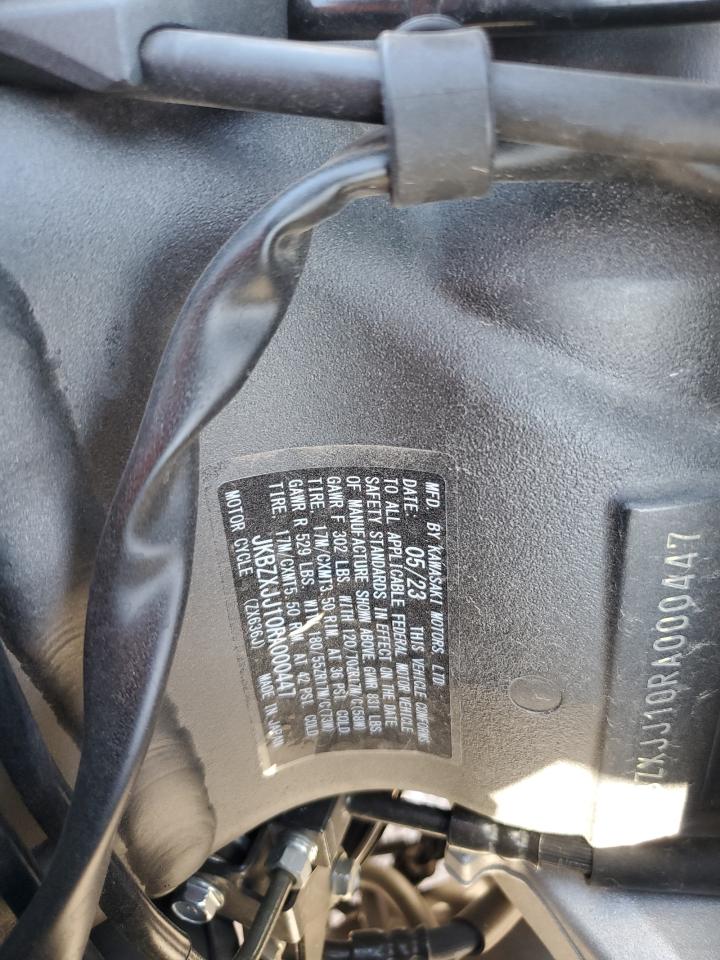 MFD. BY KAWASAKI MOTORS, LTD.
DATE: 05/23 THIS VEHICLE CONFORMS
TO ALL APPLICABLE FEDERAL MOTOR VEHICLE
SAFETY STANDARDS IN EFFECT ON THE DATE
OF MANUFACTURE SHOWN ABOVE. GVWR 831 LBS.
GAWR F 302 LBS. WITH 120/70ZR17M/C(58W)
TIRE, 17M/CXMT3.50 RIM, AT 36 PSI COLD.
GAWR R 529 LBS. WITH 180/55ZR17M/C(73W)
TIRE, 17M/CXMT5.50 RIM, AT 42 PSI COLD.
JKBZXJJ10RA000447
MOTOR CYCLE (ZX636J) MADE IN JAPAN
BZXJJ10RA000447